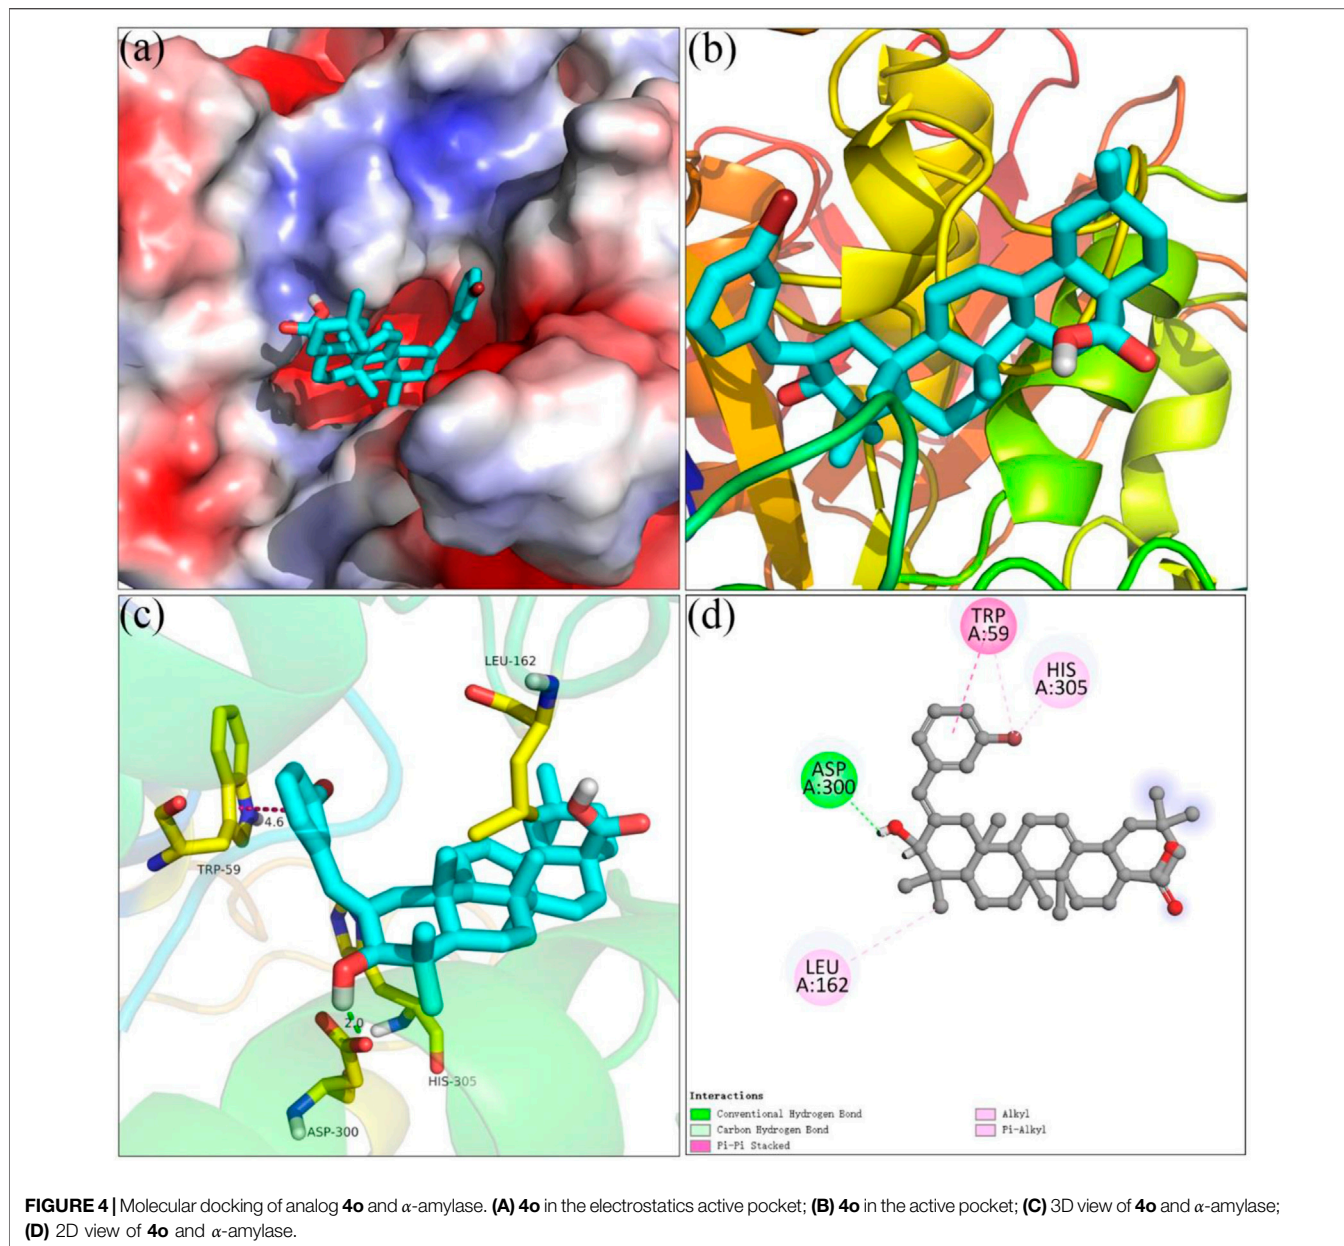 (a)
(b)
(c)
LEU-162
4.6
TRP-59
2.0
HIS-305
ASP-300
(d)
TRP
A:59
HIS
A:305
ASP
A:300
LEU
A:162
Interactions
Conventional Hydrogen Bond
Carbon Hydrogen Bond
Pi-Pi Stacked
Alkyl
Pi-Alkyl
FIGURE 4 | Molecular docking of analog 4o and α-amylase. (A) 4o in the electrostatics active pocket; (B) 4o in the active pocket; (C) 3D view of 4o and α-amylase;
(D) 2D view of 4o and α-amylase.